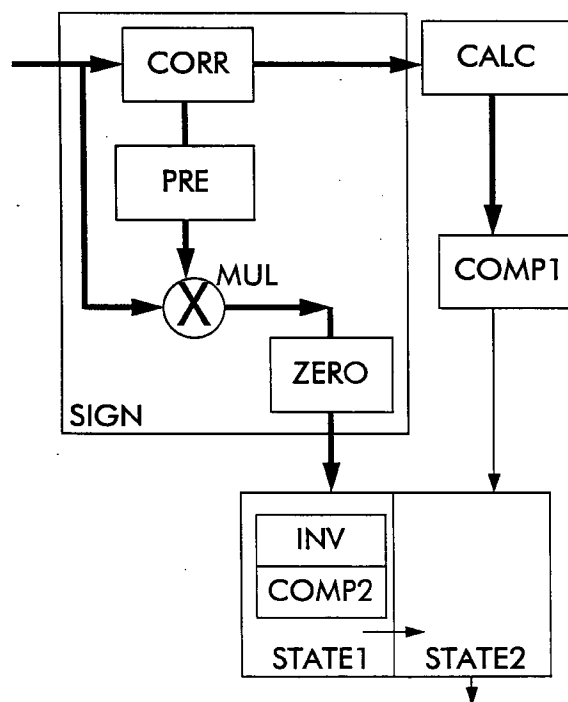 CORR
CALC
PRE
COMP1
X
MUL
ZERO
SIGN
INV
COMP2
STATE1
STATE2